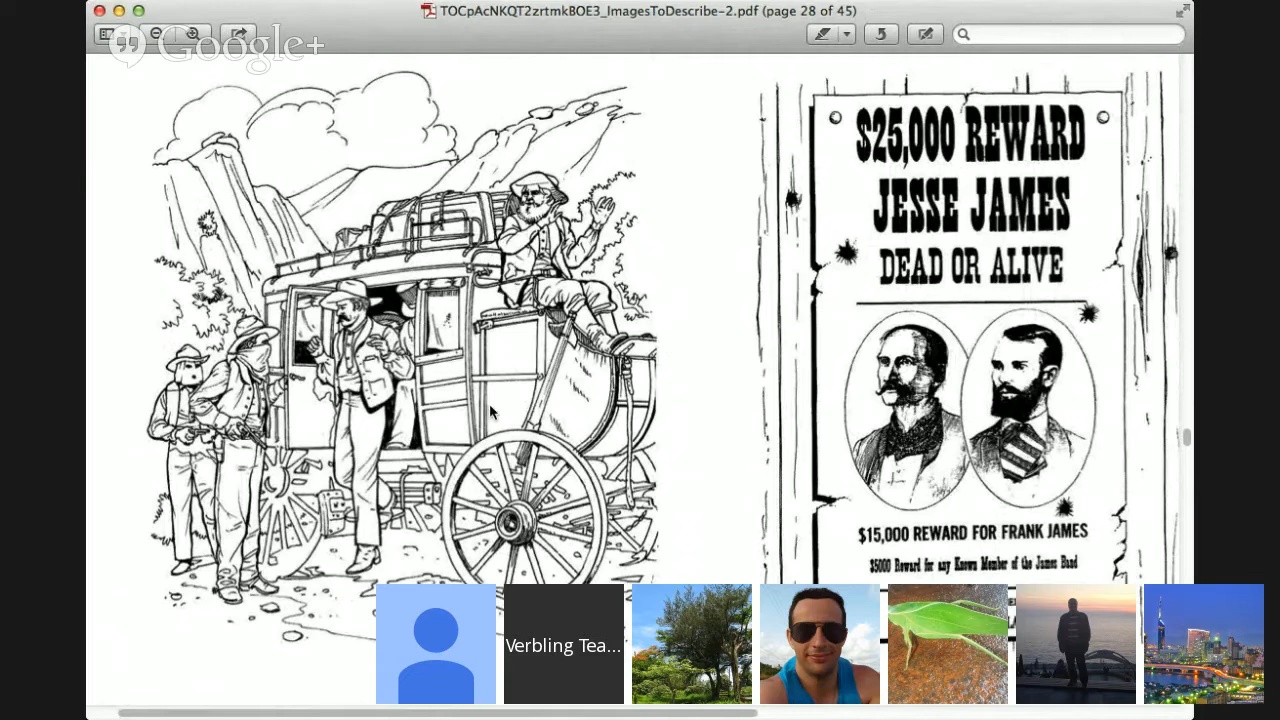 TOCpAcNKQT2zrtmkBOE3_ImagesToDescribe-2.pdf (page 28 of 45)
Google+
$25,000 REWARD
JESSE JAMES
DEAD OR ALIVE
$15,000 REWARD FOR FRANK JAMES
$5000 Reward for any Known Member of the James Band
Verbling Tea...